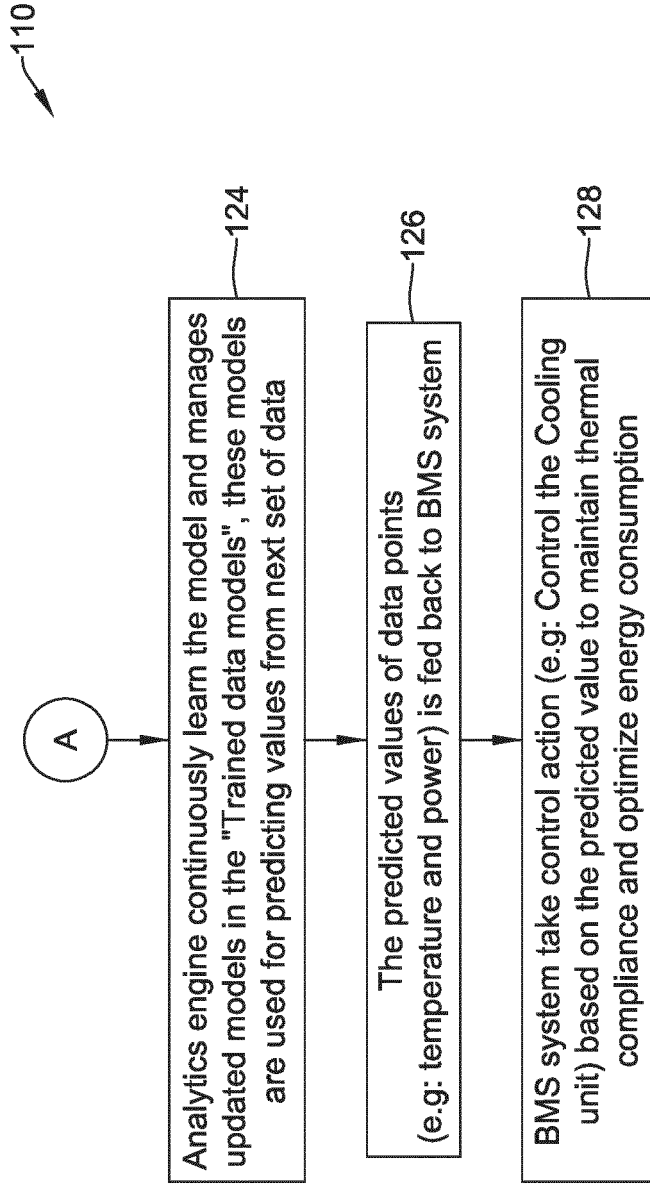 110
A
Analytics engine continuously learn the model and manages
updated models in the "Trained data models", these models
are used for predicting values from next set of data
124
The predicted values of data points
(e.g: temperature and power) is fed back to BMS system
126
BMS system take control action (e.g: Control the Cooling
unit) based on the predicted value to maintain thermal
compliance and optimize energy consumption
128